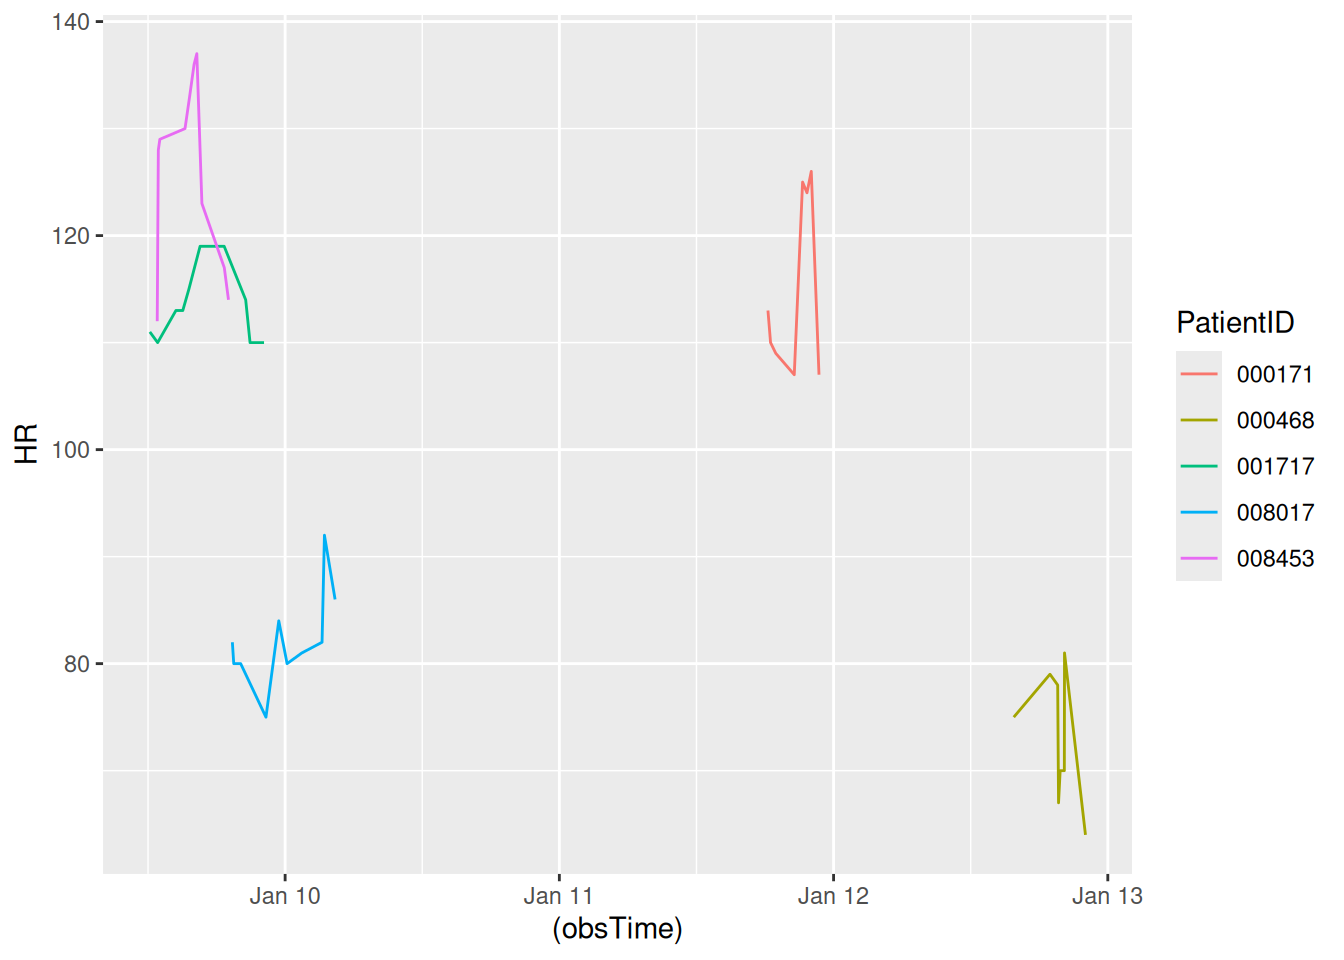 140
120
100
80
HR
Jan 10
Jan 11
Jan 12
Jan 13
(obsTime)
PatientID
000171
000468
001717
008017
008453